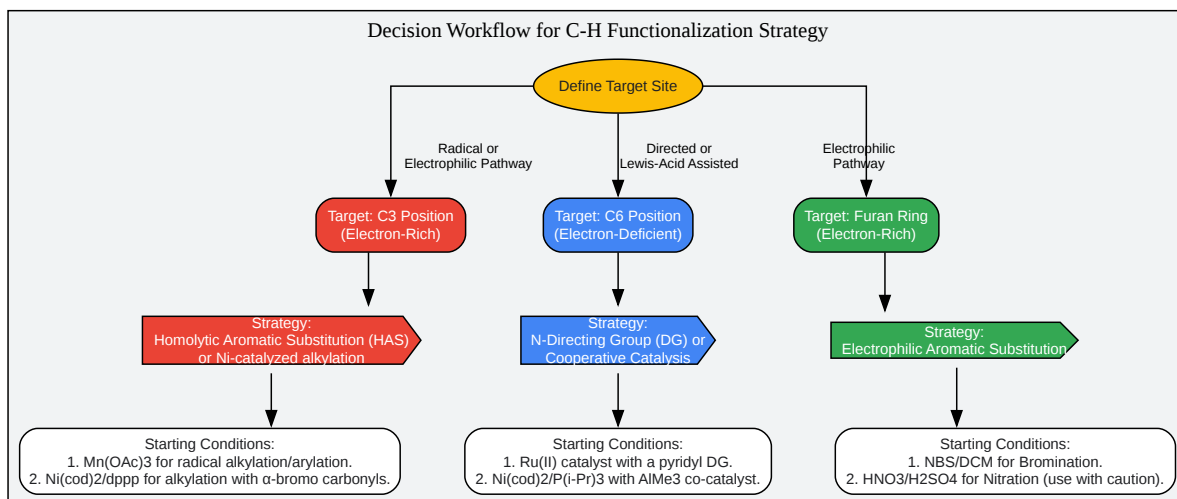 Decision Workflow for C-H Functionalization Strategy
Define Target Site
Radical or
Electrophilic Pathway
Directed or
Lewis-Acid Assisted
Electrophilic
Pathway
Target: C3 Position
(Electron-Rich)
Target: C6 Position
(Electron-Deficient)
Target: Furan Ring
(Electron-Rich)
Strategy:
Homolytic Aromatic Substitution (HAS)
or Ni-catalyzed alkylation
Strategy:
N-Directing Group (DG) or
Cooperative Catalysis
Strategy:
Electrophilic Aromatic Substitution
Starting Conditions:
1. Mn(OAc)3 for radical alkylation/arylation.
2. Ni(cod)2/dppp for alkylation with α-bromo carbonyls.
Starting Conditions:
1. Ru(II) catalyst with a pyridyl DG.
2. Ni(cod)2/P(i-Pr)3 with AlMe3 co-catalyst.
Starting Conditions:
1. NBS/DCM for Bromination.
2. HNO3/H2SO4 for Nitration (use with caution).